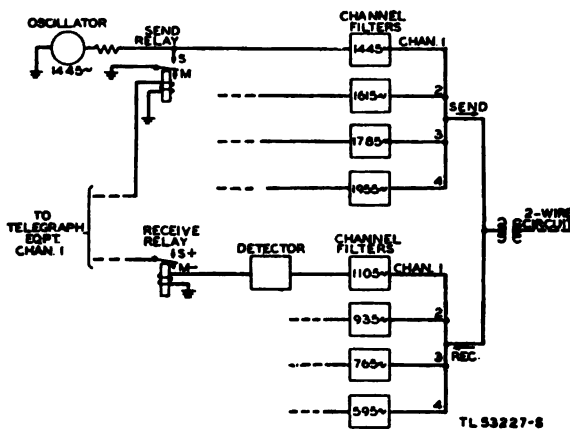 OSCILLATOR
1445~
SEND
RELAY
S
M
CHANNEL
FILTERS
1445~
CHAN. 1
1615~
2
SEND
1785~
3
1955~
4
2-WIRE
CIRCUIT
TO
TELEGRAPH
EQPT.
CHAN. 1
RECEIVE
RELAY
S+
M-
DETECTOR
CHANNEL
FILTERS
1105~
CHAN. 1
935~
2
765~
3
REC.
595~
4
TL 53227-S